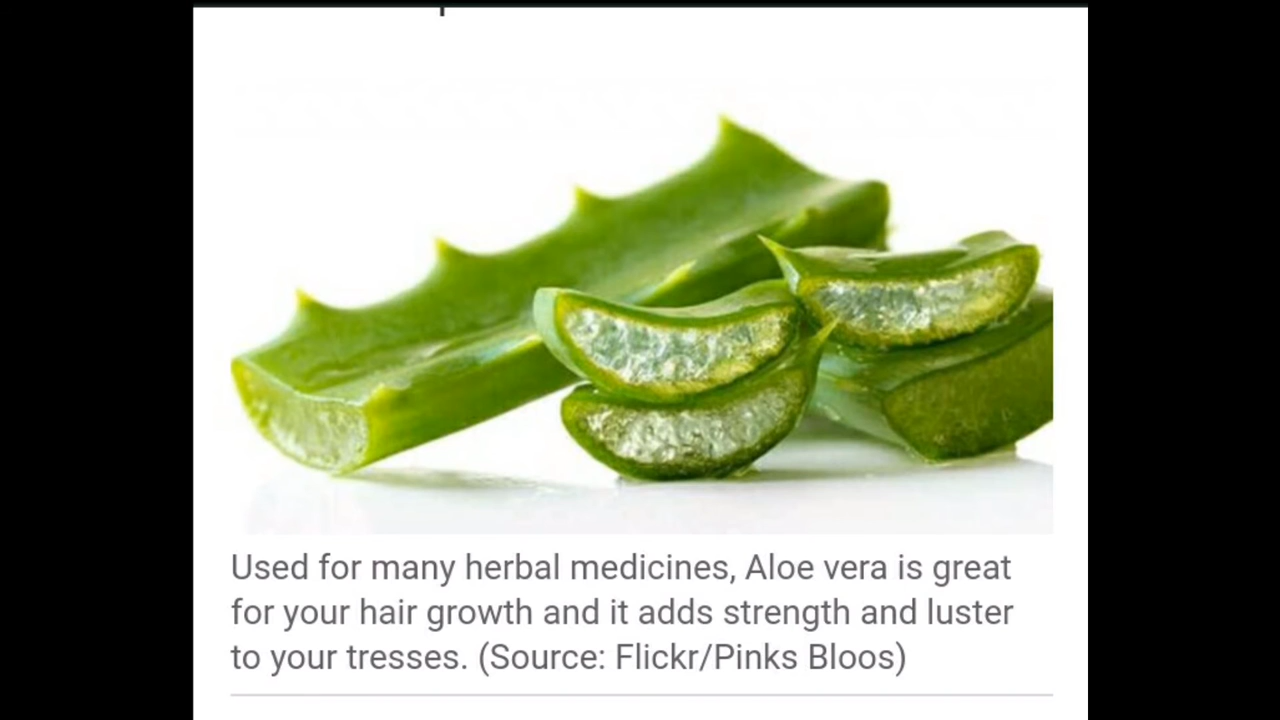 Used for many herbal medicines, Aloe vera is great
for your hair growth and it adds strength and luster
to your tresses. (Source: Flickr/Pinks Bloos)